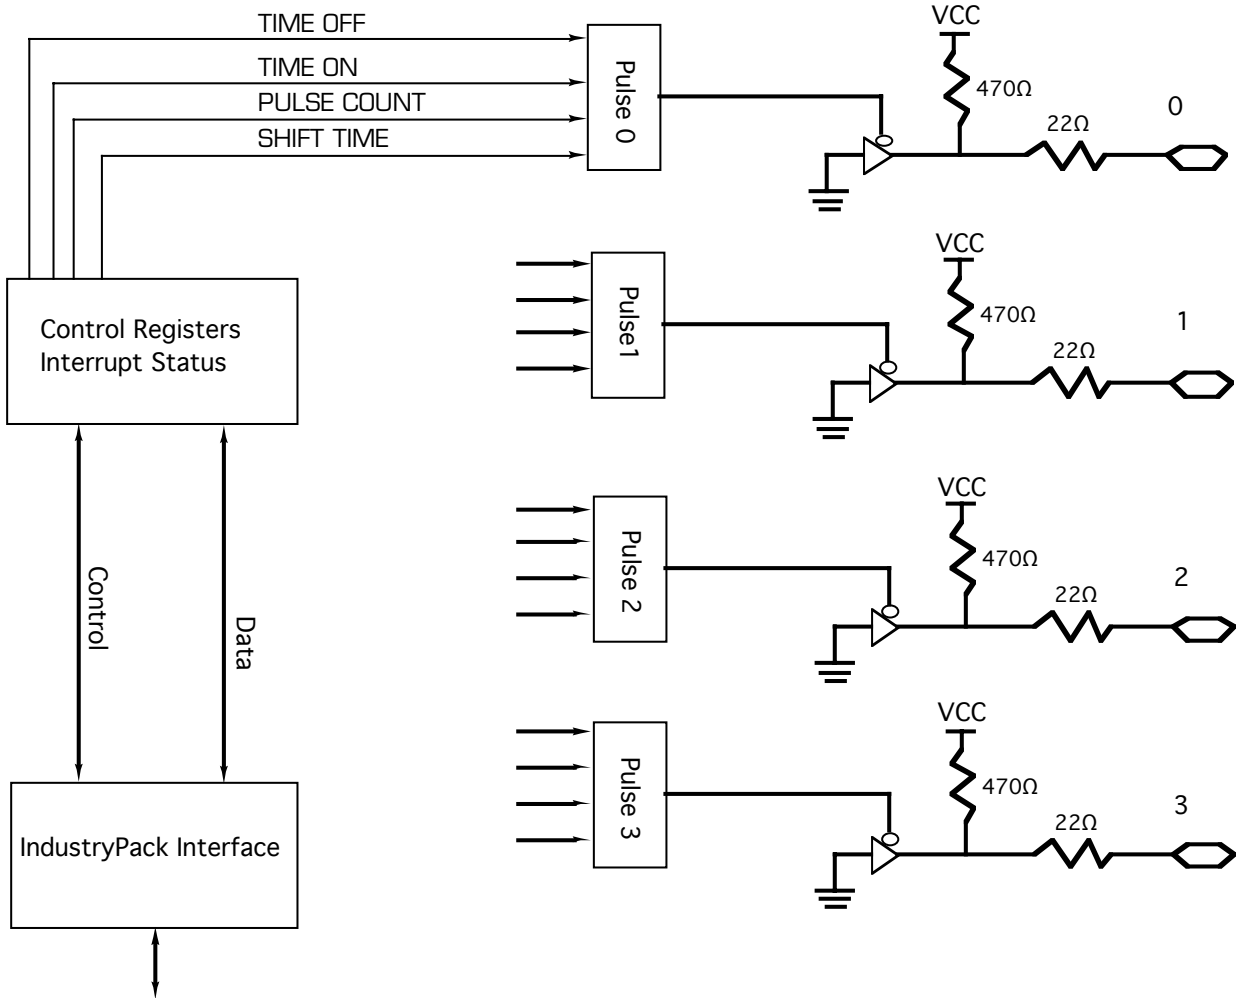 TIME OFF
TIME ON
PULSE COUNT
SHIFT TIME
Pulse 0
VCC
470Ω
22Ω
0
Control Registers
Interrupt Status
Pulse1
VCC
470Ω
22Ω
1
Control
Data
Pulse 2
VCC
470Ω
22Ω
2
IndustryPack Interface
Pulse 3
VCC
470Ω
22Ω
3